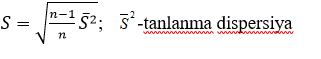 S = √((n−1)/n S̄²);   S̄²-tanlanma dispersiya